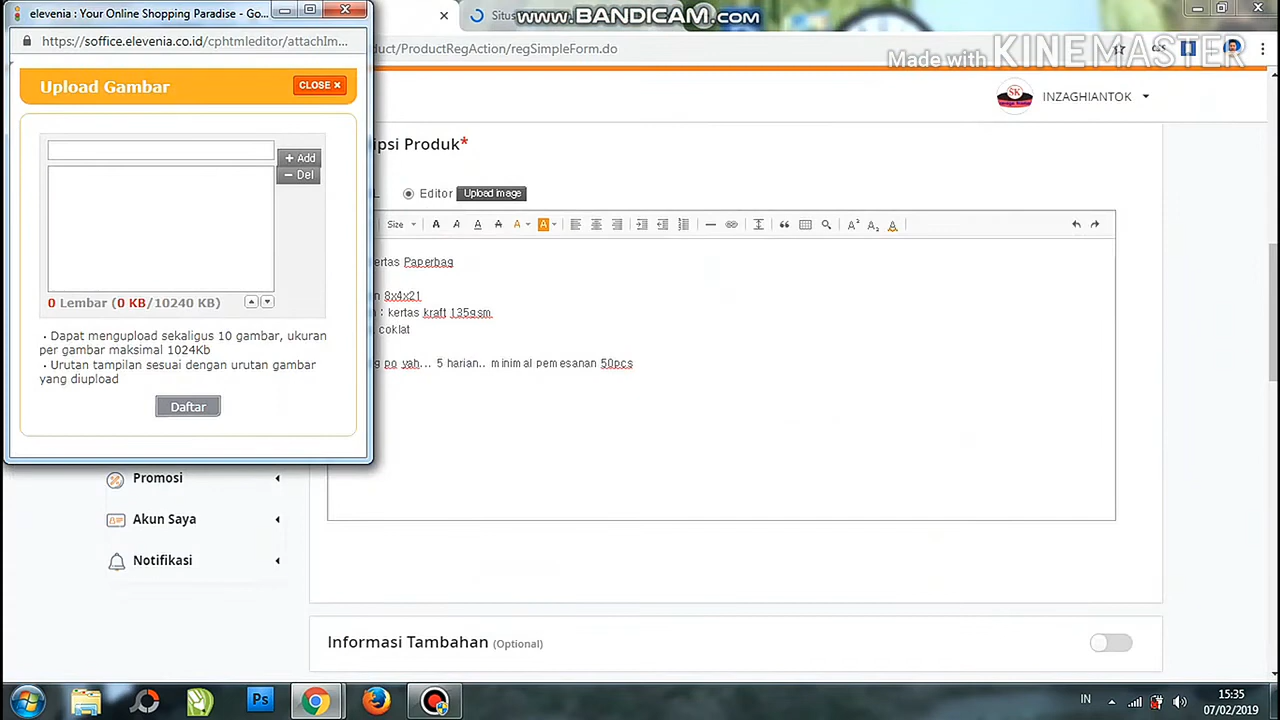 elevenia : Your Online Shopping Paradise - Go...
Situs
www.BANDICAM.com
https://soffice.elevenia.co.id/cphtmleditor/attachIm...
duct/ProductRegAction/regSimpleForm.do
Made with KINEMASTER
Upload Gambar
CLOSE ×
SK
INZAGHIANTOK
ipsi Produk*
+ Add
− Del
Editor
Upload image
Size
ertas Paperbag
n 8x4x21
: kertas kraft 135gsm
coklat
g po yah... 5 harian.. minimal pemesanan 50pcs
0 Lembar (0 KB/10240 KB)
· Dapat mengupload sekaligus 10 gambar, ukuran
per gambar maksimal 1024Kb
· Urutan tampilan sesuai dengan urutan gambar
yang diupload
Daftar
Promosi
Akun Saya
Notifikasi
Informasi Tambahan (Optional)
Ps
IN
15:35
07/02/2019